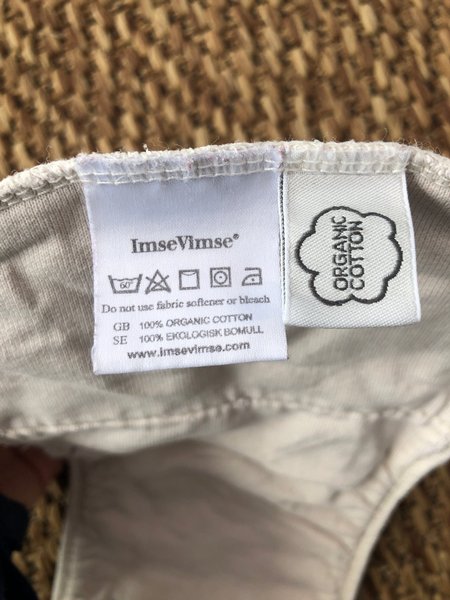 ImseVimse®
60°
Do not use fabric softener or bleach
GB 100% ORGANIC COTTON
SE 100% EKOLOGISK BOMULL
www.imsevimse.com
ORGANIC
COTTON